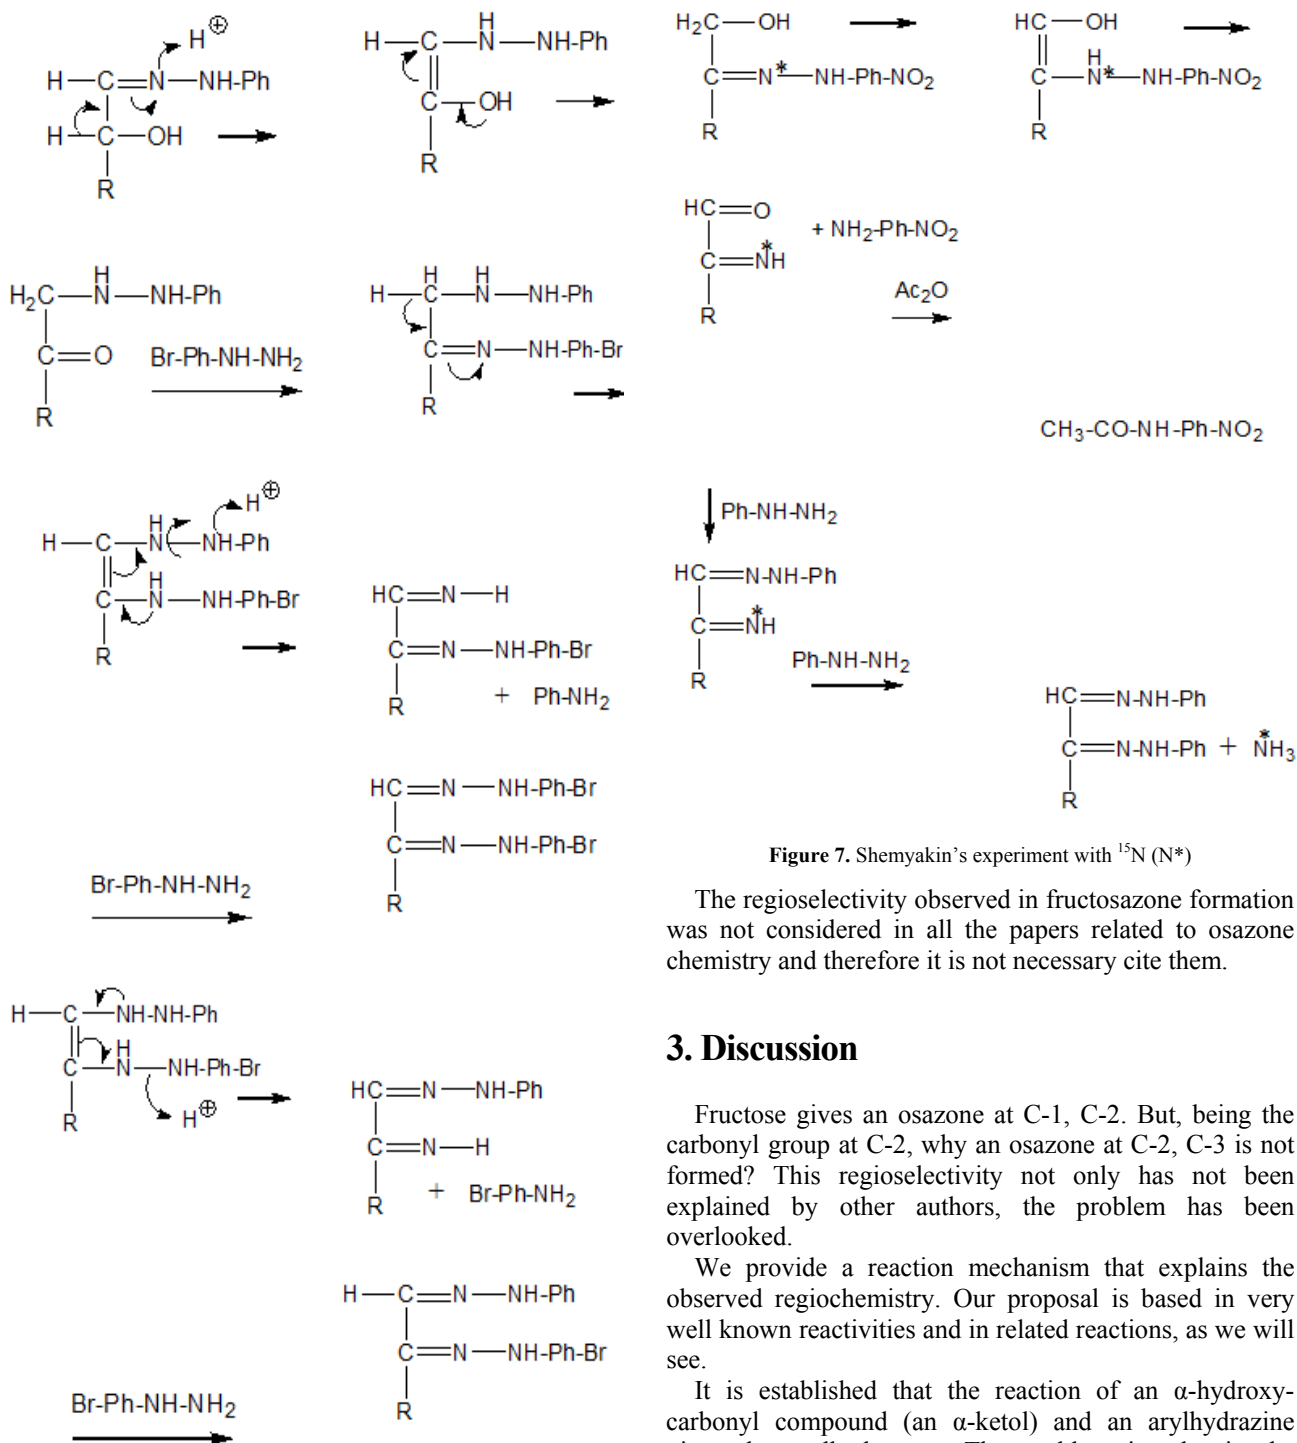 H⊕
H—C=N—NH-Ph
H—C—OH
R
H
H—C—N—NH-Ph
C—OH
R
H
H₂C—N—NH-Ph
C=O
R
Br-Ph-NH-NH₂
H H
H—C—N—NH-Ph
C=N—NH-Ph-Br
R
H⊕
H
H—C—N—NH-Ph
H
C—N—NH-Ph-Br
R
HC=N—H
C=N—NH-Ph-Br
R
+ Ph-NH₂
Br-Ph-NH-NH₂
HC=N—NH-Ph-Br
C=N—NH-Ph-Br
R
H—C—NH-NH-Ph
H
C—N—NH-Ph-Br
R
H⊕
HC=N—NH-Ph
C=N—H
R
+ Br-Ph-NH₂
Br-Ph-NH-NH₂
H—C=N—NH-Ph
C=N—NH-Ph-Br
R
H₂C—OH
C=N*—NH-Ph-NO₂
R
HC—OH
H
C—N*—NH-Ph-NO₂
R
HC=O
C=N*H
R
+ NH₂-Ph-NO₂
Ac₂O
CH₃-CO-NH-Ph-NO₂
Ph-NH-NH₂
HC=N-NH-Ph
C=N*H
R
Ph-NH-NH₂
HC=N-NH-Ph
C=N-NH-Ph + N*H₃
R
Figure 7. Shemyakin’s experiment with ¹⁵N (N*)
The regioselectivity observed in fructosazone formation
was not considered in all the papers related to osazone
chemistry and therefore it is not necessary cite them.
3. Discussion
Fructose gives an osazone at C-1, C-2. But, being the
carbonyl group at C-2, why an osazone at C-2, C-3 is not
formed? This regioselectivity not only has not been
explained by other authors, the problem has been
overlooked.
We provide a reaction mechanism that explains the
observed regiochemistry. Our proposal is based in very
well known reactivities and in related reactions, as we will
see.
It is established that the reaction of an α-hydroxy-
carbonyl compound (an α-ketol) and an arylhydrazine